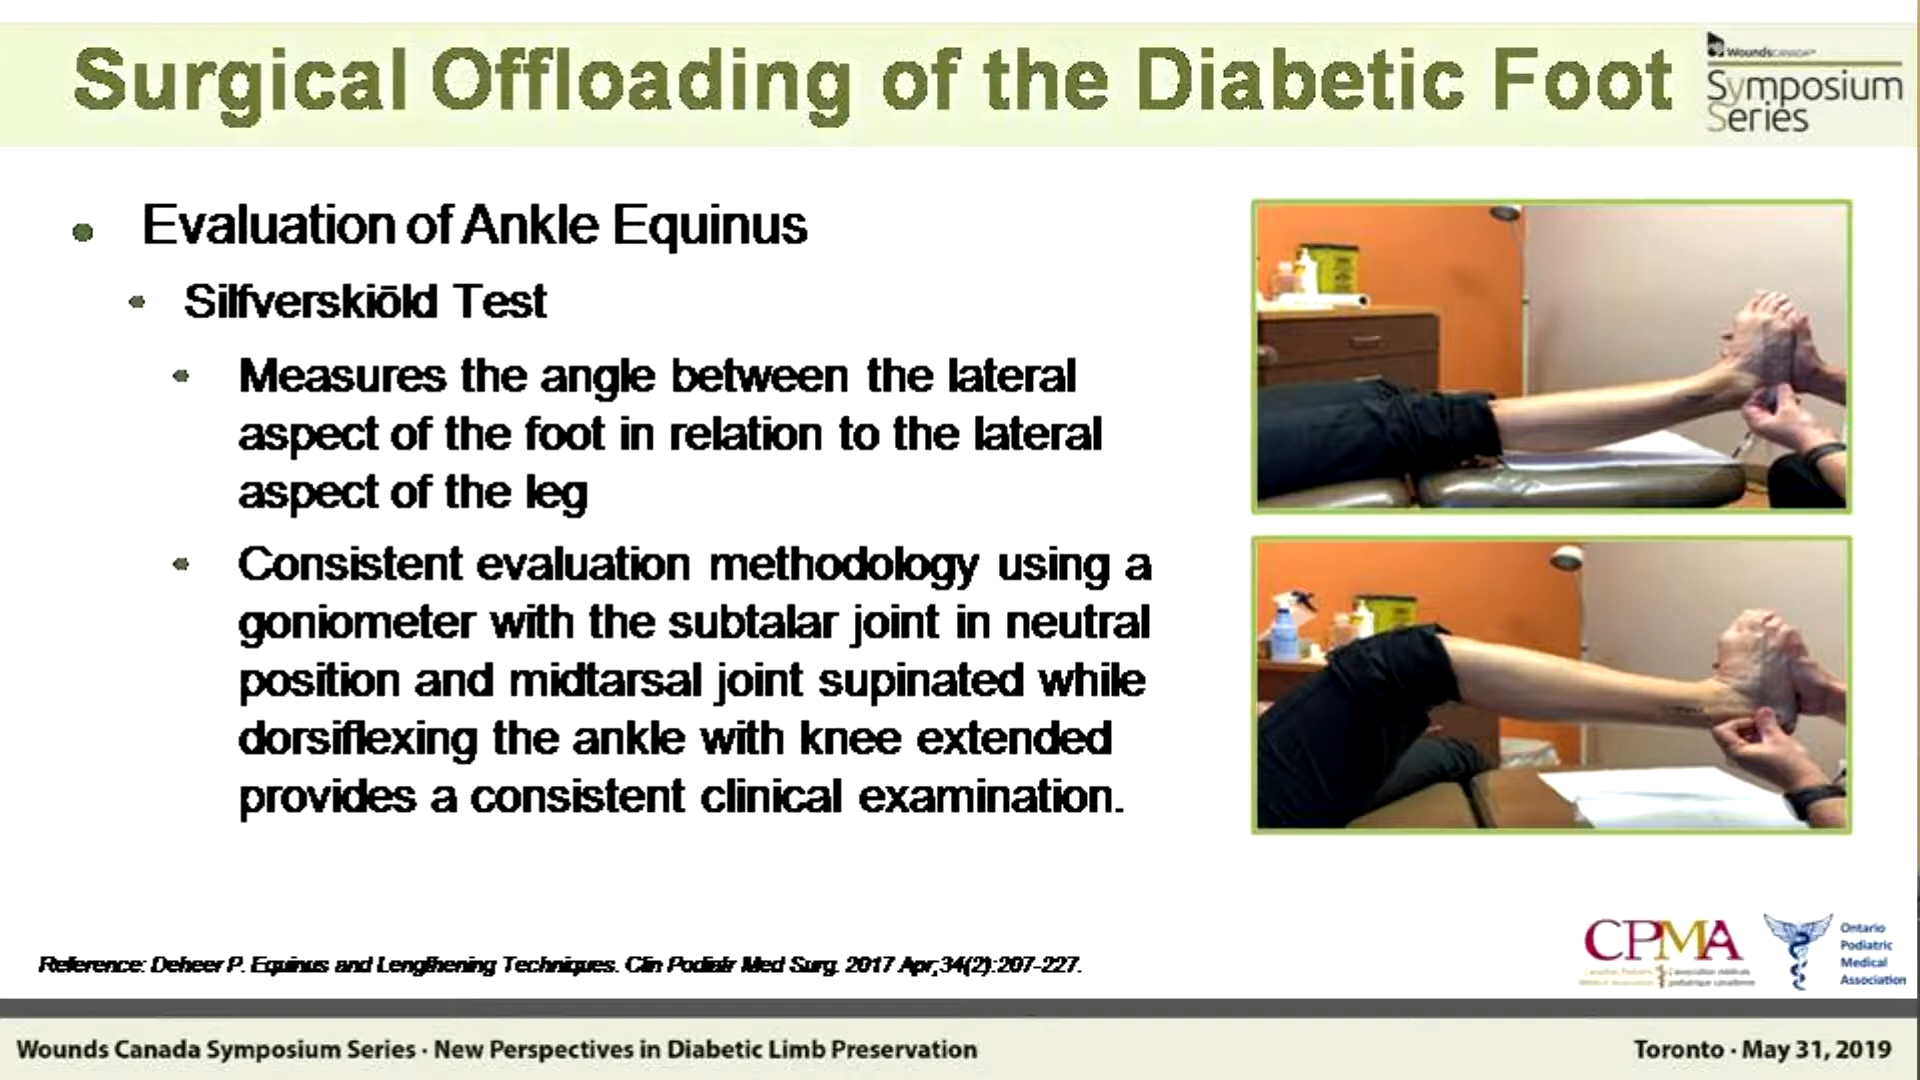 Surgical Offloading of the Diabetic Foot
WoundsCANADA
Symposium
Series
• Evaluation of Ankle Equinus
• Silfverskiōld Test
• Measures the angle between the lateral
aspect of the foot in relation to the lateral
aspect of the leg
• Consistent evaluation methodology using a
goniometer with the subtalar joint in neutral
position and midtarsal joint supinated while
dorsiflexing the ankle with knee extended
provides a consistent clinical examination.
Reference: Deheer P. Equinus and Lengthening Techniques. Clin Podiatr Med Surg. 2017 Apr;34(2):207-227.
CPMA
Ontario
Podiatric
Medical
Association
Wounds Canada Symposium Series · New Perspectives in Diabetic Limb Preservation
Toronto · May 31, 2019